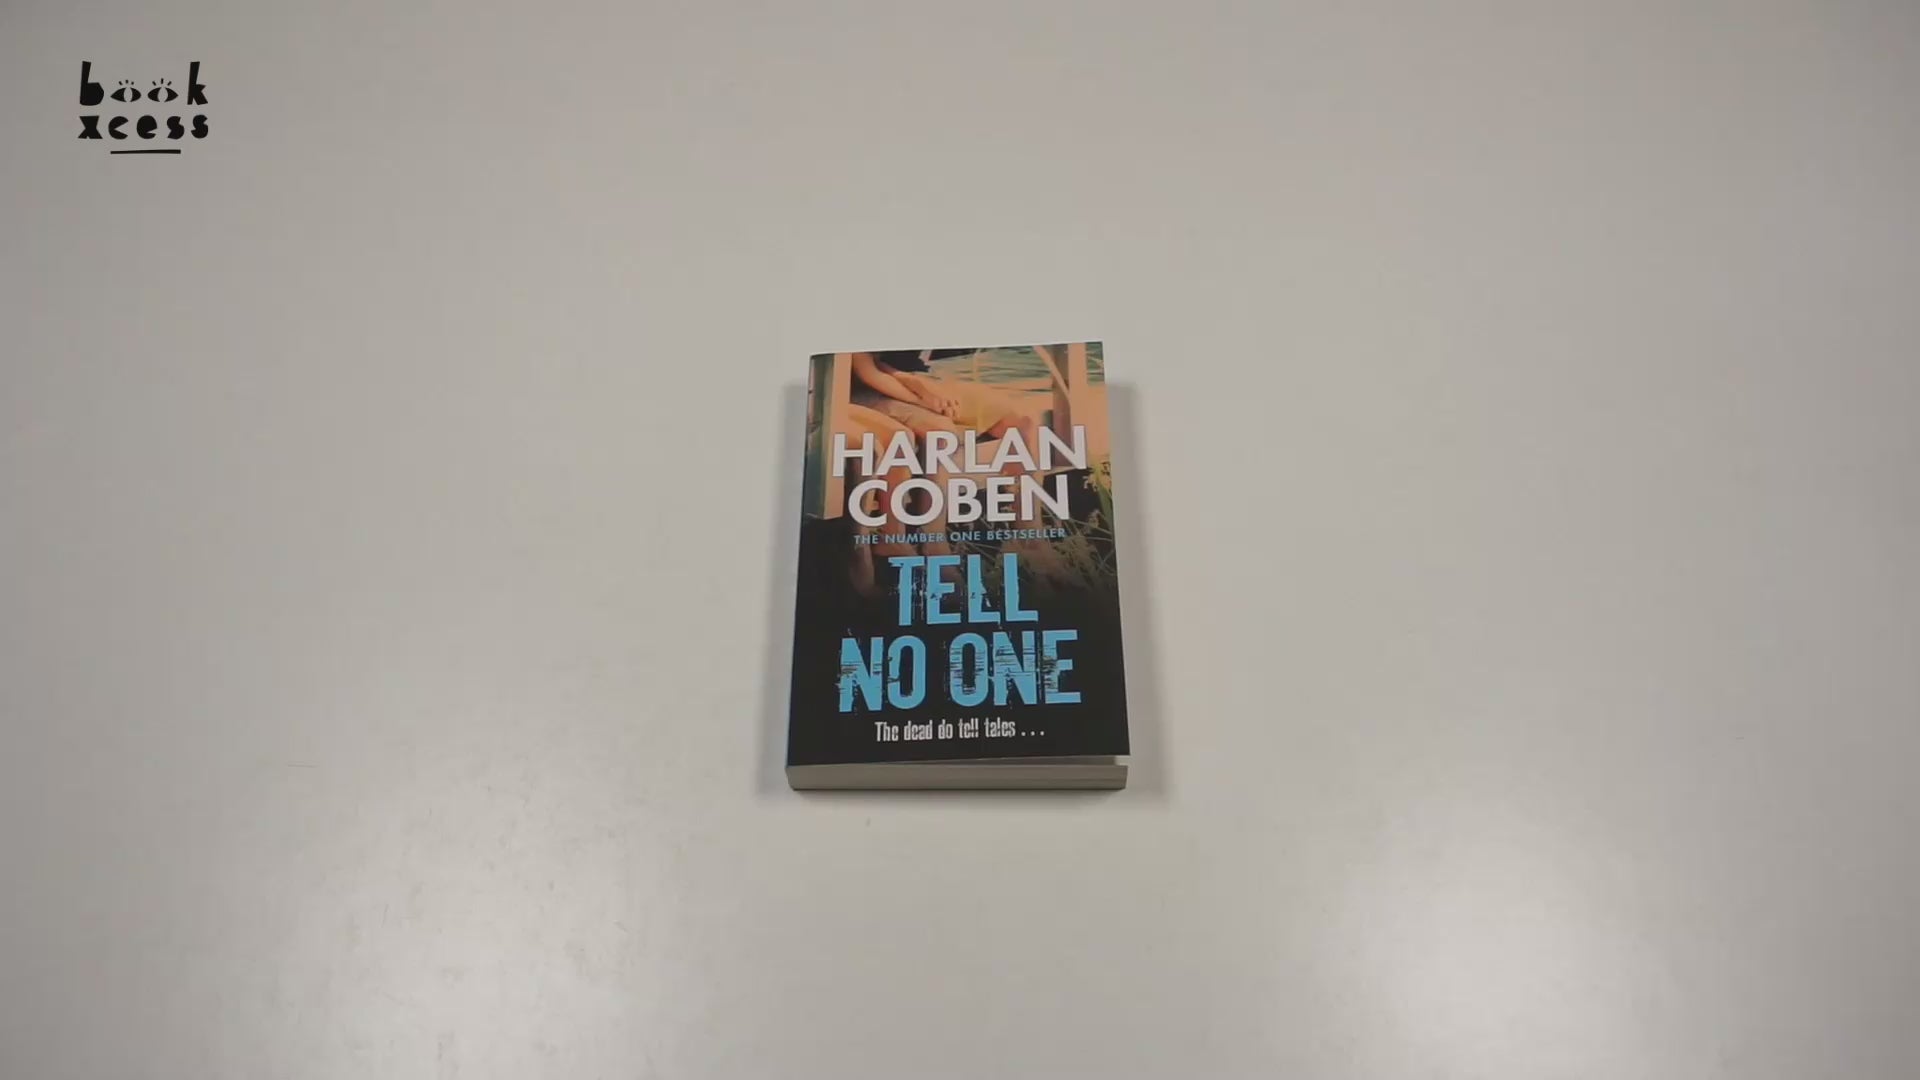 book
xcess
HARLAN
COBEN
THE NUMBER ONE BESTSELLER
TELL
NO ONE
The dead do tell tales...